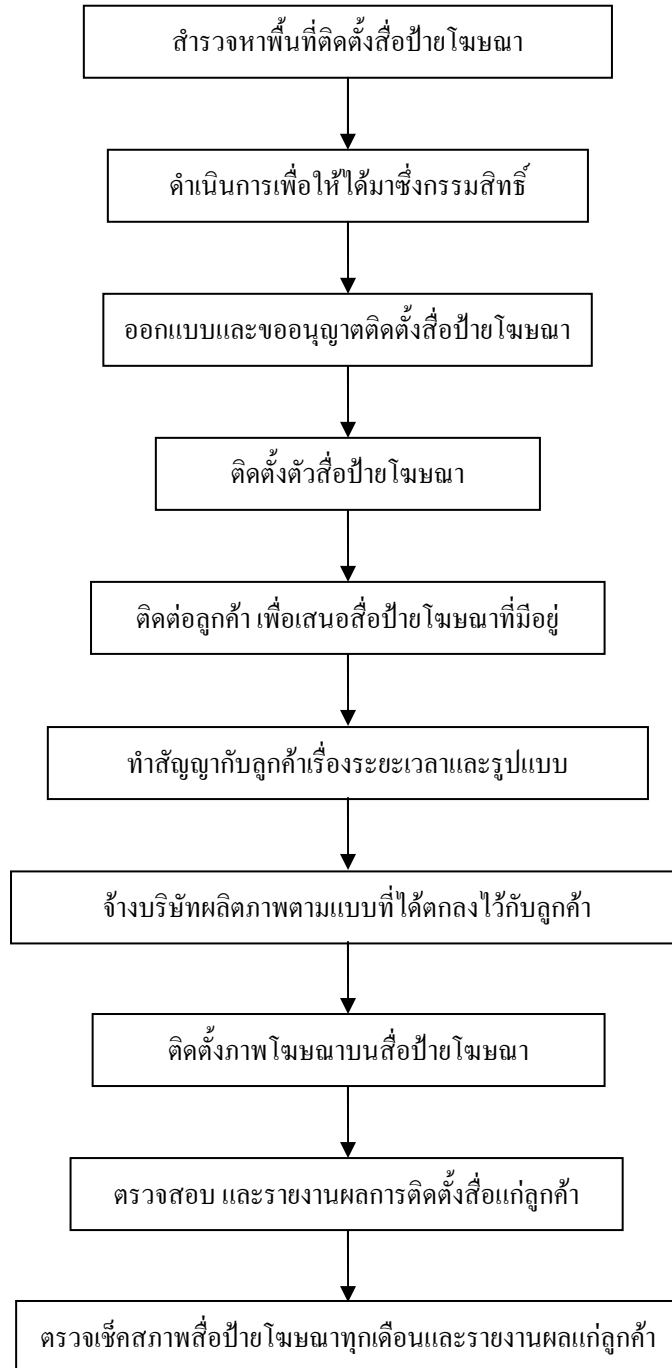 สำรวจหาพื้นที่ติดตั้งสื่อป้ายโฆษณา
ดำเนินการเพื่อให้ได้มาซึ่งกรรมสิทธิ์
ออกแบบและขออนุญาตติดตั้งสื่อป้ายโฆษณา
ติดตั้งตัวสื่อป้ายโฆษณา
ติดต่อลูกค้า เพื่อเสนอสื่อป้ายโฆษณาที่มีอยู่
ทำสัญญากับลูกค้าเรื่องระยะเวลาและรูปแบบ
จ้างบริษัทผลิตภาพตามแบบที่ได้ตกลงไว้กับลูกค้า
ติดตั้งภาพโฆษณาบนสื่อป้ายโฆษณา
ตรวจสอบ และรายงานผลการติดตั้งสื่อแก่ลูกค้า
ตรวจเช็คสภาพสื่อป้ายโฆษณาทุกเดือนและรายงานผลแก่ลูกค้า